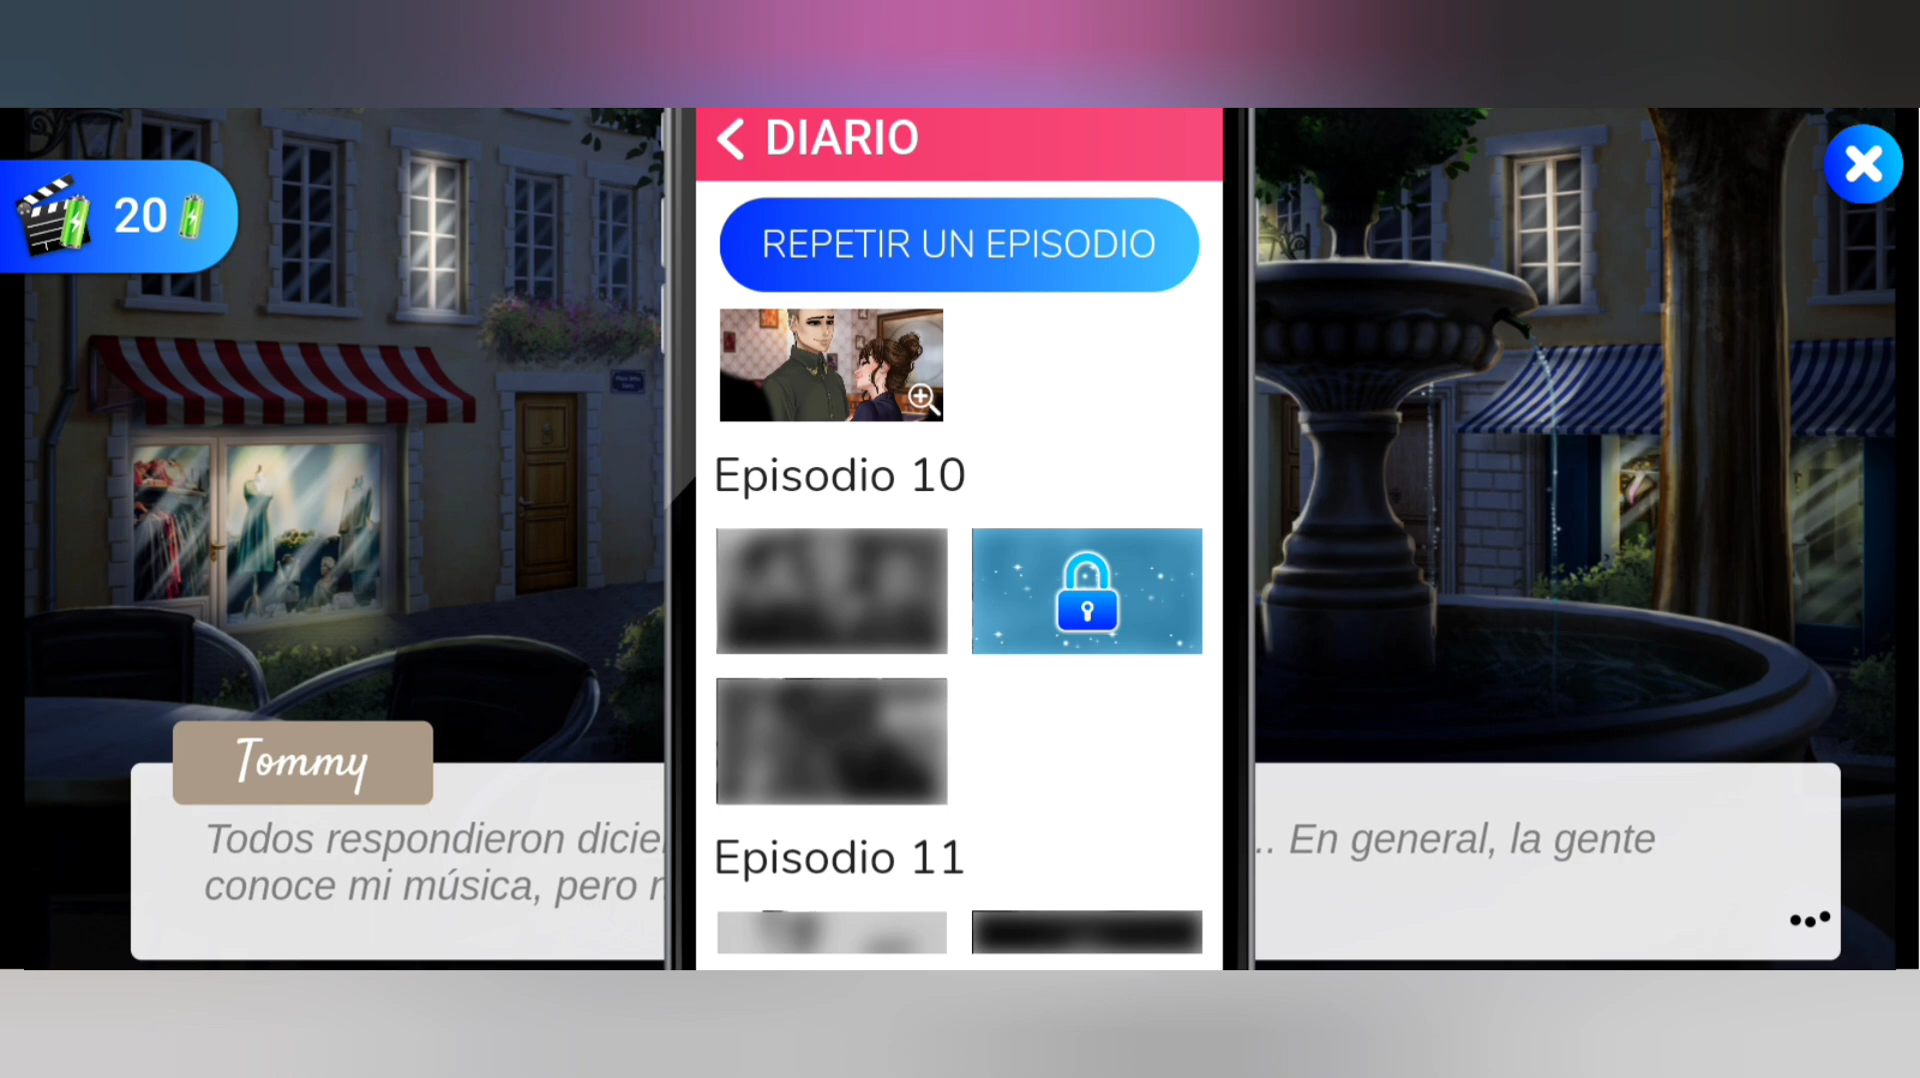 DIARIO
20
REPETIR UN EPISODIO
Episodio 10
Tommy
Todos respondieron dicie
.. En general, la gente
conoce mi música, pero
Episodio 11